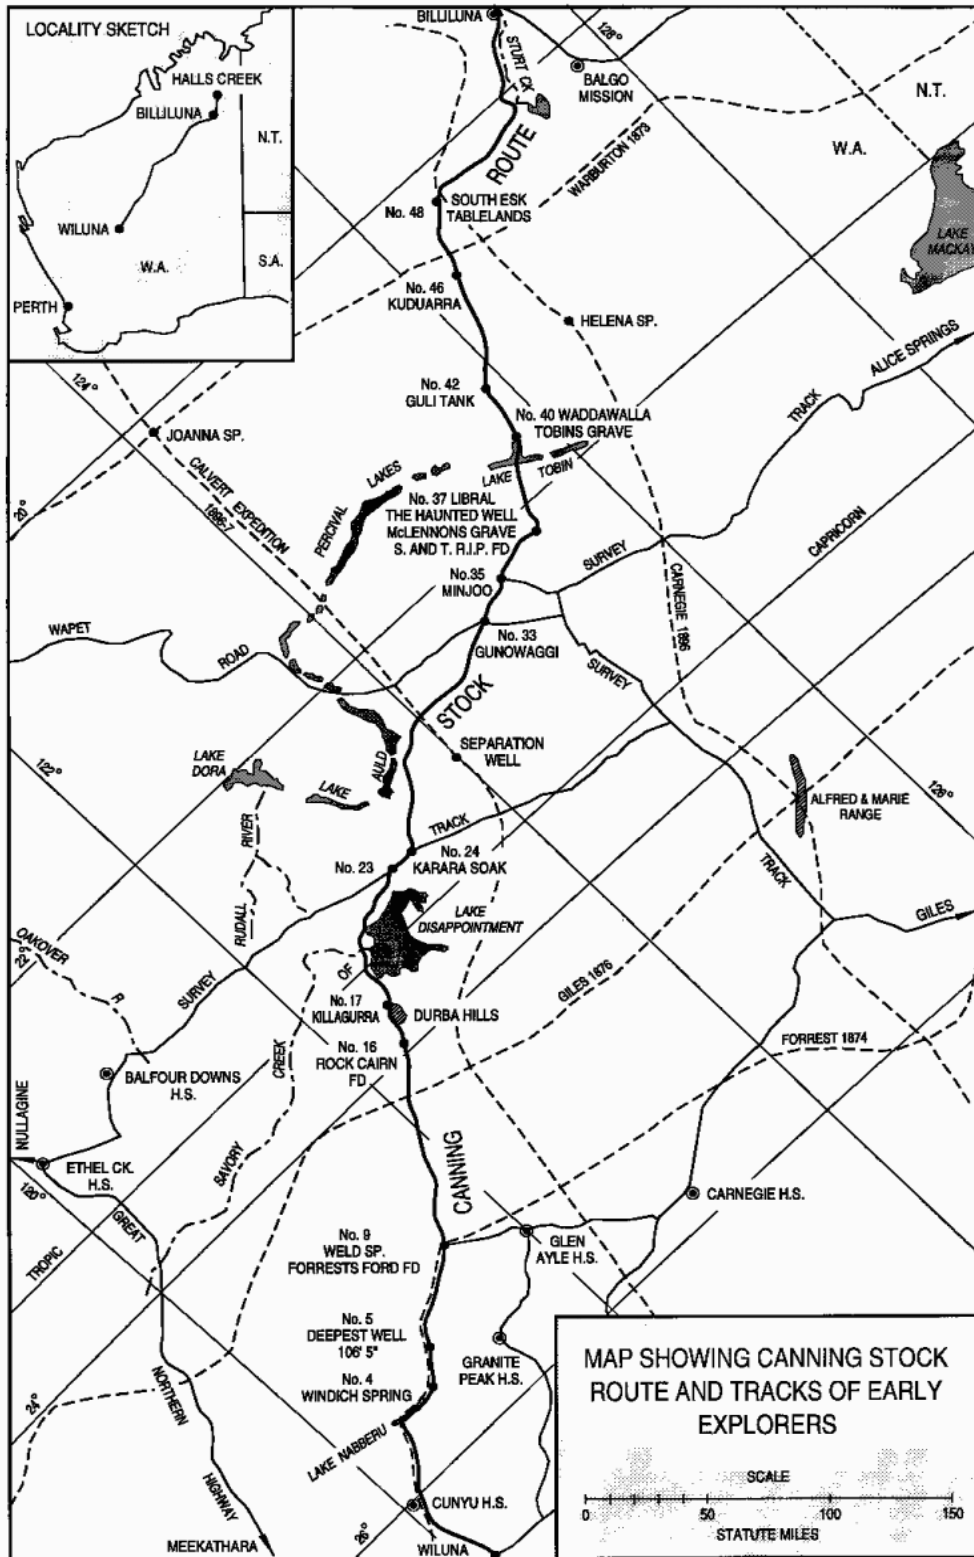 LOCALITY SKETCH
HALLS CREEK
BILLILUNA
N.T.
WILUNA
W.A.
S.A.
PERTH
BILLILUNA
128°
STURT CK
BALGO
MISSION
N.T.
W.A.
WARBURTON 1873
ROUTE
No. 48
SOUTH ESK
TABLELANDS
LAKE
MACKAY
No. 46
KUDUARRA
HELENA SP.
ALICE SPRINGS
124°
No. 42
GULI TANK
TRACK
No. 40 WADDAWALLA
TOBINS GRAVE
JOANNA SP.
LAKE TOBIN
CALVERT EXPEDITION
1896-7
PERCIVAL LAKES
20°
No. 37 LIBRAL
THE HAUNTED WELL
McLENNONS GRAVE
S. AND T. R.I.P. FD
SURVEY
CAPRICORN
No.35
MINJOO
CARNEGIE 1896
WAPET
ROAD
No. 33
GUNOWAGGI
SURVEY
STOCK
SEPARATION
WELL
122°
LAKE
DORA
LAKE AULD
126°
ALFRED & MARIE
RANGE
TRACK
RIVER
RUDALL
No. 23
No. 24
KARARA SOAK
TRACK
LAKE
DISAPPOINTMENT
GILES
OAKOVER
R
22°
SURVEY
OF
GILES 1876
No. 17
KILLAGURRA
DURBA HILLS
No. 16
ROCK CAIRN
FD
FORREST 1874
CREEK
BALFOUR DOWNS
H.S.
NULLAGINE
ETHEL CK.
H.S.
SAVORY
CANNING
CARNEGIE H.S.
120°
GREAT
TROPIC
No. 9
WELD SP.
FORRESTS FORD FD
GLEN
AYLE H.S.
No. 5
DEEPEST WELL
106' 5"
GRANITE
PEAK H.S.
No. 4
WINDICH SPRING
24°
NORTHERN
LAKE NABBERU
HIGHWAY
CUNYU H.S.
26°
MEEKATHARA
WILUNA
MAP SHOWING CANNING STOCK
ROUTE AND TRACKS OF EARLY
EXPLORERS
SCALE
0 50 100 150
STATUTE MILES